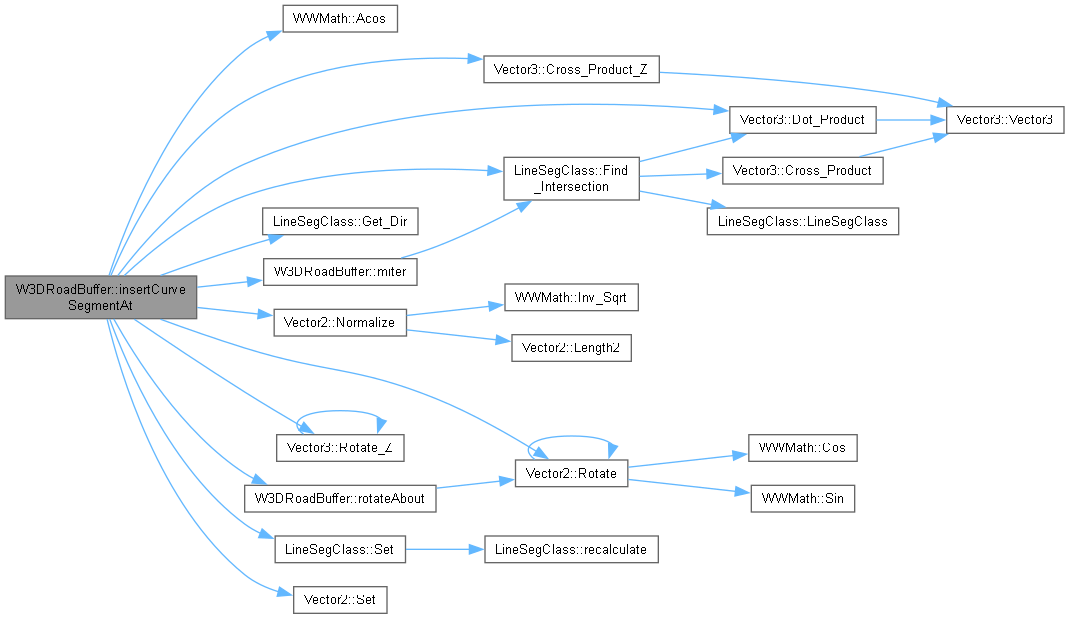 WWMath::Acos
Vector3::Cross_Product_Z
Vector3::Dot_Product
Vector3::Vector3
LineSegClass::Find
_Intersection
Vector3::Cross_Product
LineSegClass::Get_Dir
LineSegClass::LineSegClass
W3DRoadBuffer::miter
W3DRoadBuffer::insertCurve
SegmentAt
WWMath::Inv_Sqrt
Vector2::Normalize
Vector2::Length2
Vector3::Rotate_Z
WWMath::Cos
Vector2::Rotate
W3DRoadBuffer::rotateAbout
WWMath::Sin
LineSegClass::Set
LineSegClass::recalculate
Vector2::Set